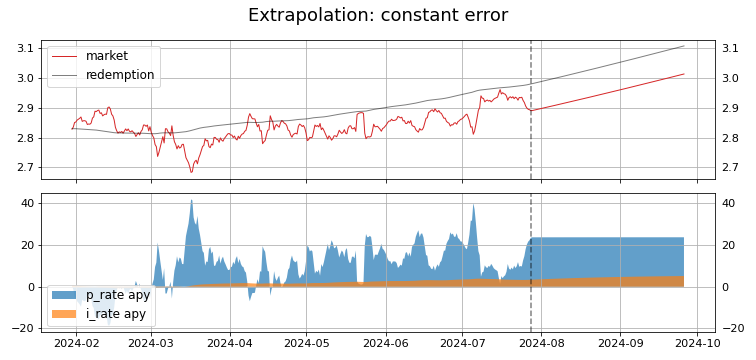 Extrapolation: constant error
3.1 3.1
3.0 3.0
2.9 2.9
2.8 2.8
2.7 2.7
market
redemption
40 40
20 20
0 0
−20 −20
p_rate apy
i_rate apy
2024-02 2024-03 2024-04 2024-05 2024-06 2024-07 2024-08 2024-09 2024-10